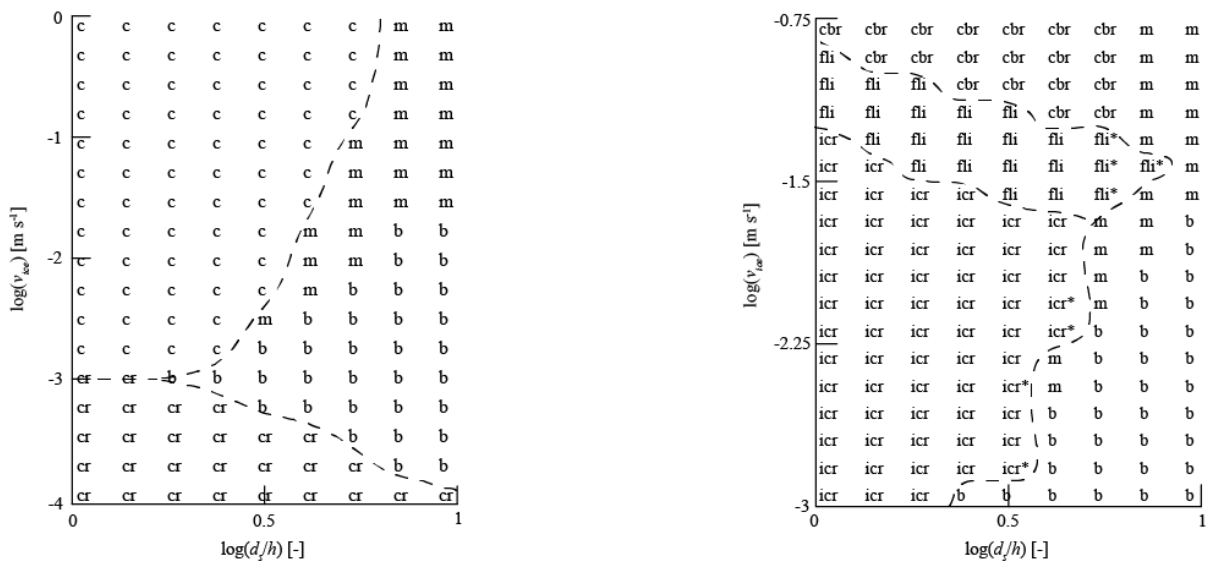 0 c c c c c c c m m
c c c c c c c m m
c c c c c c c m m
c c c c c c c m m
-1 c c c c c c m m m
c c c c c c m m m
c c c c c c m m m
c c c c c m m b b
-2 c c c c c m m b b
c c c c c m b b b
c c c c m b b b b
c c c c b b b b b
-3 cr cr b b b b b b b
cr cr cr cr b b b b b
cr cr cr cr cr cr b b b
cr cr cr cr cr cr cr b b
-4 cr cr cr cr cr cr cr cr cr
0 0.5 1
log(d_s/h) [-]
log(v_ice) [m s⁻¹]
-0.75 cbr cbr cbr cbr cbr cbr cbr m m
fli cbr cbr cbr cbr cbr cbr m m
fli fli fli cbr cbr cbr cbr m m
fli fli fli fli fli cbr cbr m m
icr fli fli fli fli fli fli* m m
icr icr fli fli fli fli fli* fli* m
-1.5 icr icr icr icr fli fli fli* m m
icr icr icr icr icr icr m m b
icr icr icr icr icr icr m m b
icr icr icr icr icr icr m b b
icr icr icr icr icr icr* m b b
-2.25 icr icr icr icr icr icr* b b b
icr icr icr icr icr m b b b
icr icr icr icr icr* m b b b
icr icr icr icr icr b b b b
icr icr icr icr icr b b b b
icr icr icr icr icr* b b b b
-3 icr icr icr b b b b b b
0 0.5 1
log(d_s/h) [-]
log(v_ice) [m s⁻¹]